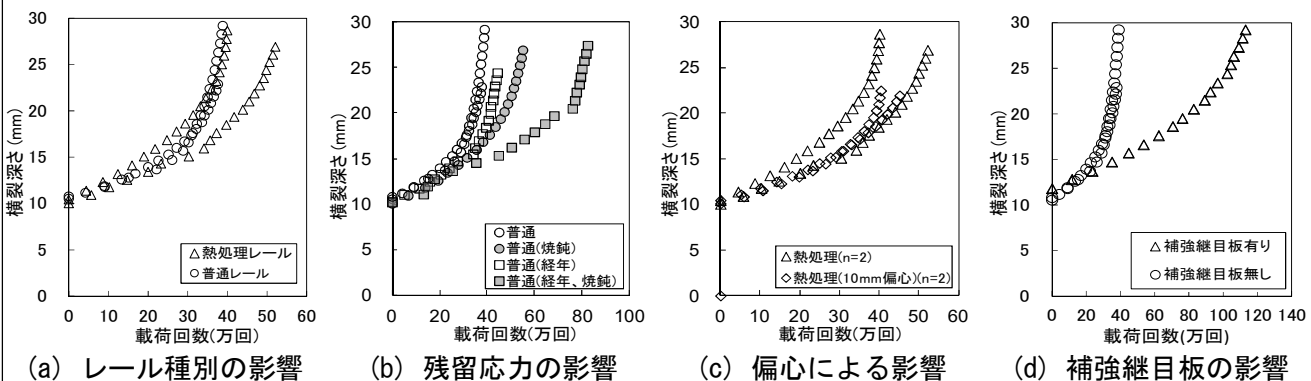 30
25
20
15
10
5
0
横裂深さ(mm)
△熱処理レール
○普通レール
0 10 20 30 40 50 60
載荷回数(万回)
(a) レール種別の影響
30
25
20
15
10
5
0
横裂深さ(mm)
○普通
●普通(焼鈍)
□普通(経年)
■普通(経年、焼鈍)
0 20 40 60 80 100
載荷回数(万回)
(b) 残留応力の影響
30
25
20
15
10
5
0
横裂深さ(mm)
△熱処理(n=2)
◇熱処理(10mm偏心)(n=2)
0 10 20 30 40 50 60
載荷回数(万回)
(c) 偏心による影響
30
25
20
15
10
5
0
横裂深さ(mm)
△ 補強継目板有り
○ 補強継目板無し
0 20 40 60 80 100 120 140
載荷回数(万回)
(d) 補強継目板の影響